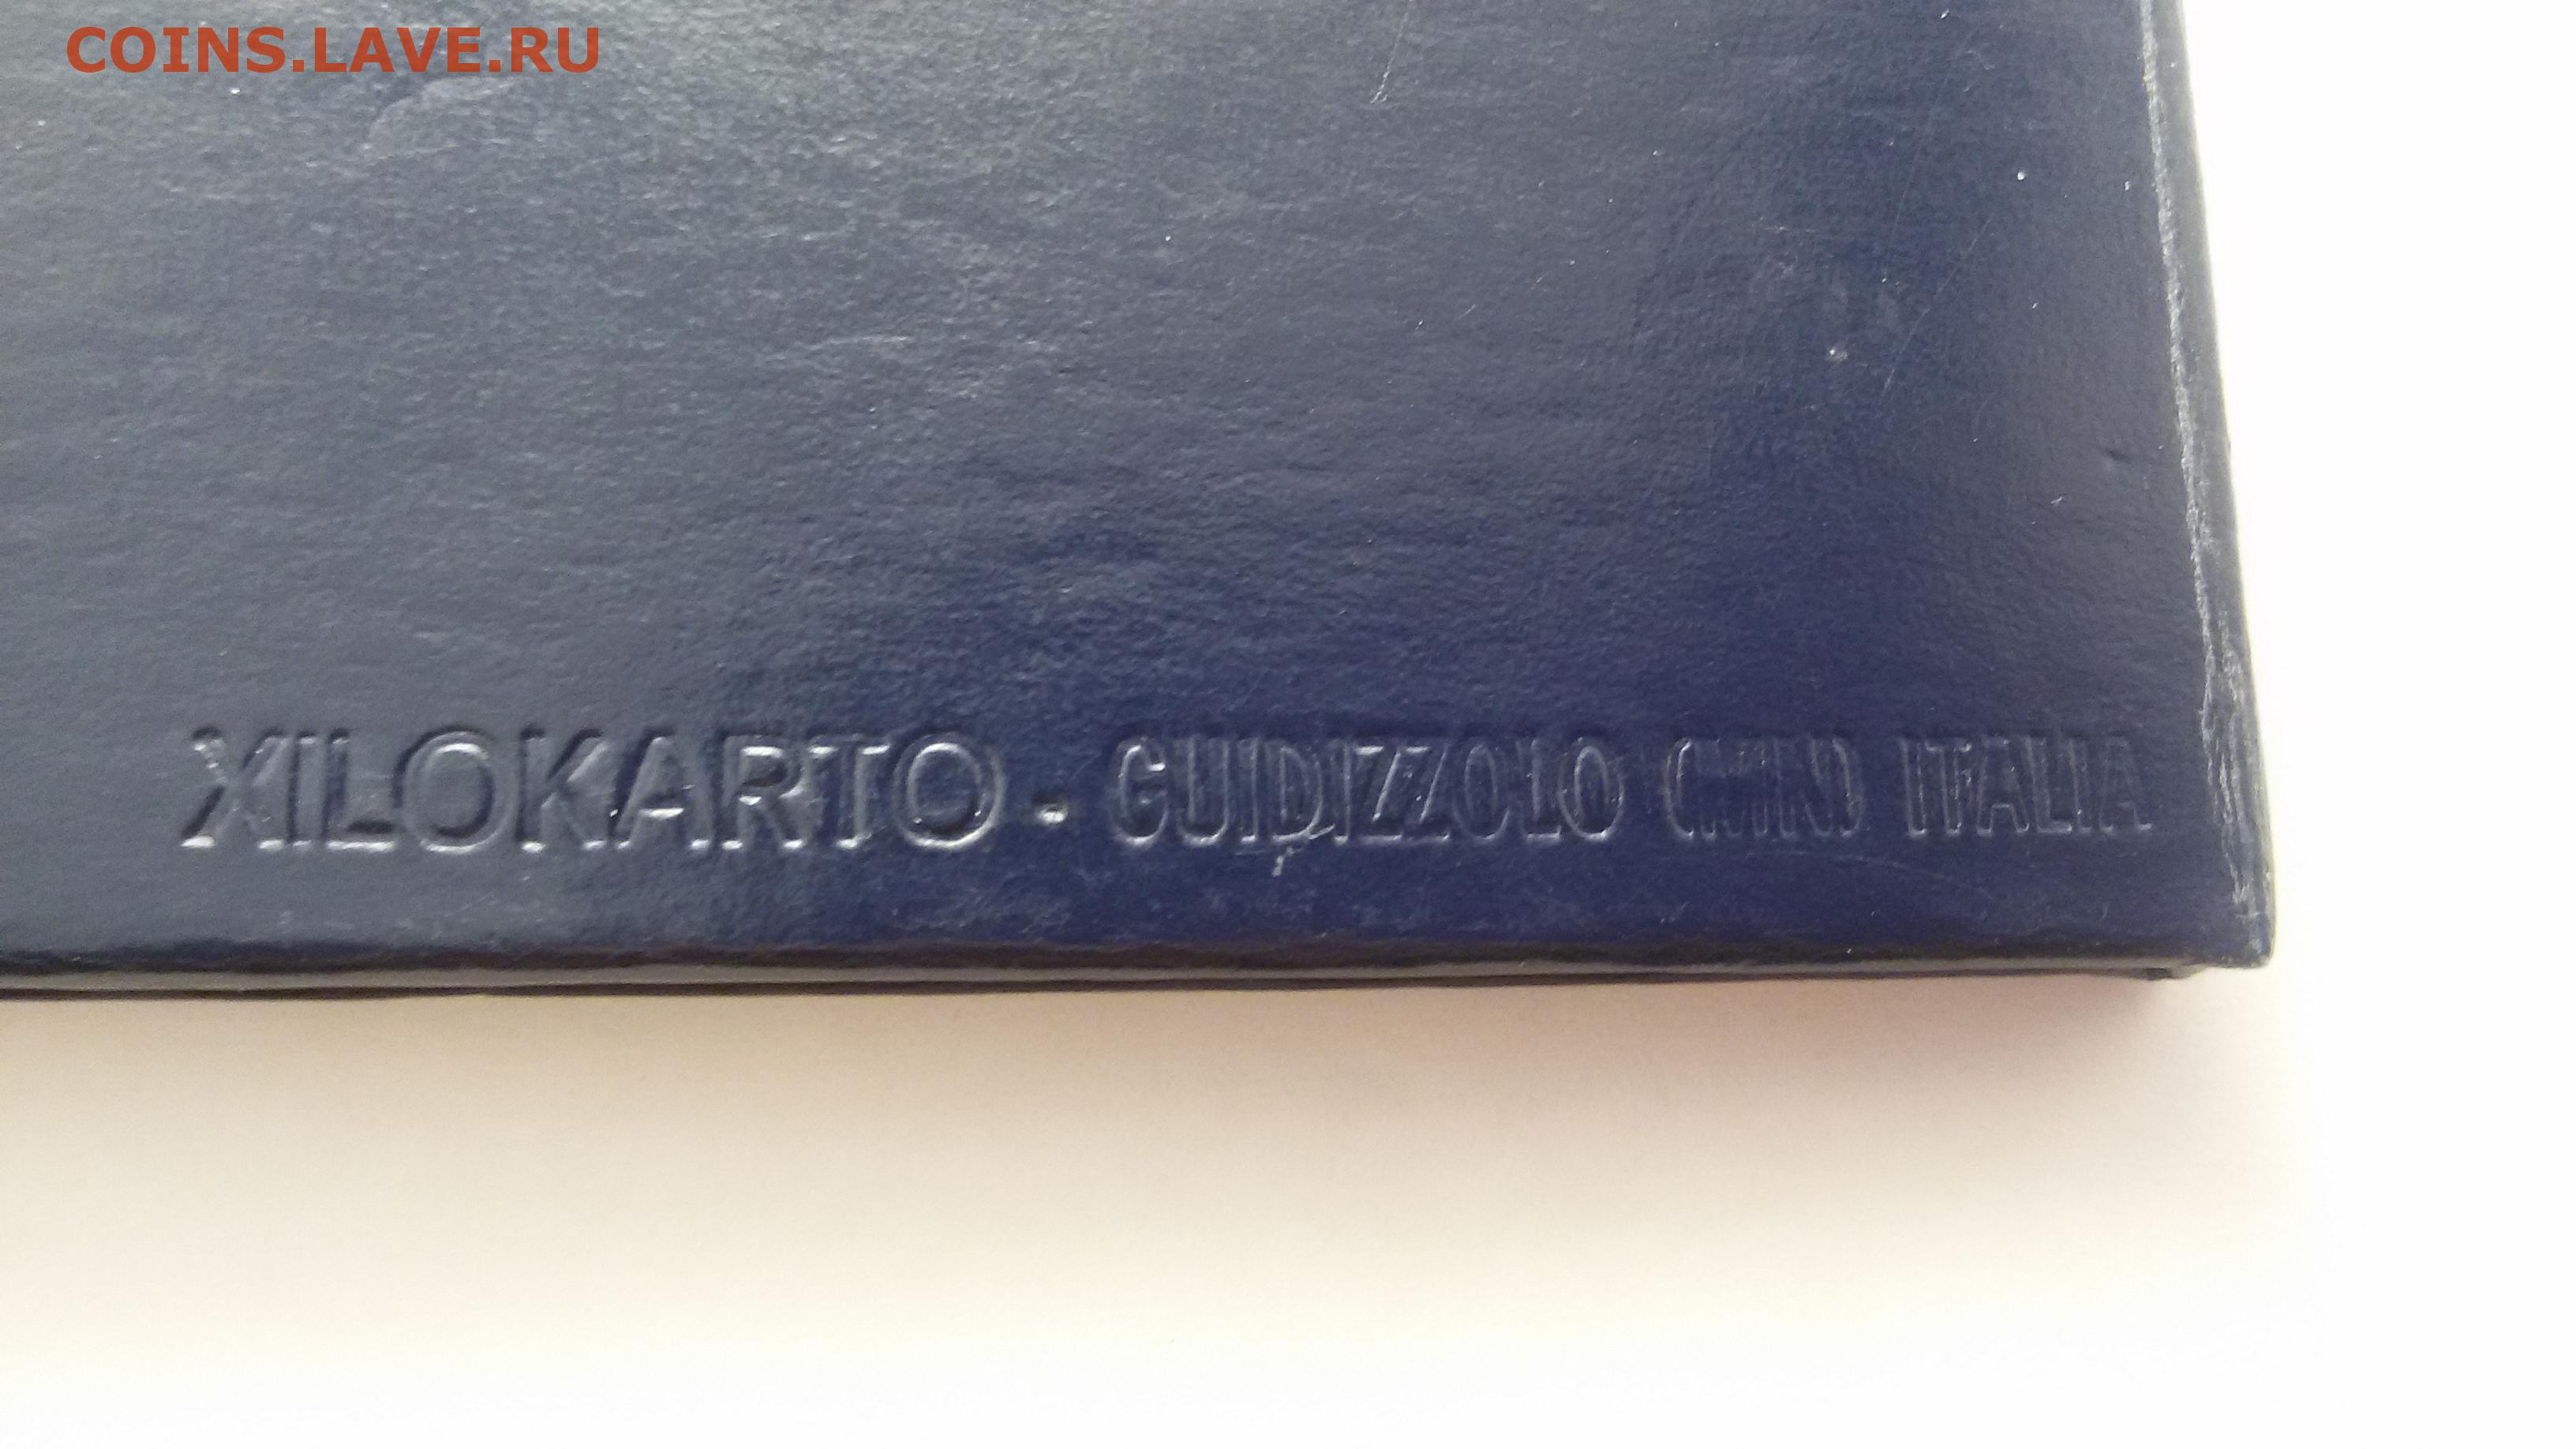 COINS.LAVE.RU
XILOKARTO - GUIDIZZOLO (MN) ITALIA